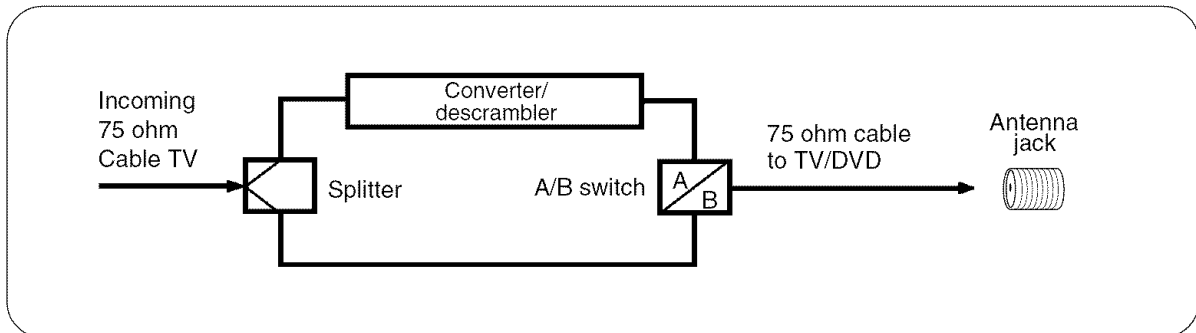 Incoming
75 ohm
Cable TV
Converter/
descrambler
Splitter
A/B switch
A
B
75 ohm cable
to TV/DVD
Antenna
jack